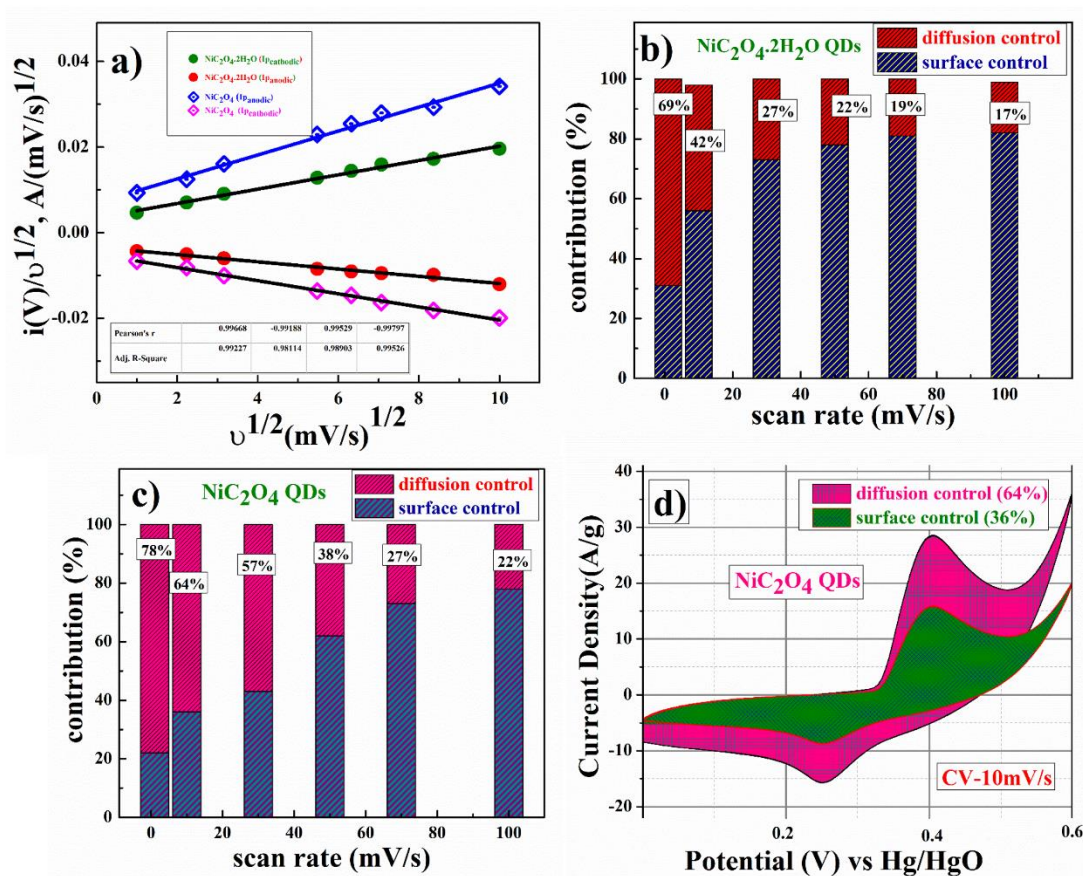 a)
NiC2O4.2H2O (Ipcathodic)
NiC2O4.2H2O (Ipanodic)
NiC2O4 (Ipanodic)
NiC2O4 (Ipcathodic)
0.04
0.02
0.00
-0.02
i(V)/υ^1/2, A/(mV/s)^1/2
Pearson's r 0.99668 -0.99188 0.99529 -0.99797
Adj. R-Square 0.99227 0.98114 0.98903 0.99526
0 2 4 6 8 10
υ^1/2(mV/s)^1/2
b)
NiC2O4.2H2O QDs
diffusion control
surface control
100
80
60
40
20
0
contribution (%)
69%
42%
27%
22%
19%
17%
0 20 40 60 80 100
scan rate (mV/s)
c)
NiC2O4 QDs
diffusion control
surface control
100
80
60
40
20
0
contribution (%)
78%
64%
57%
38%
27%
22%
0 20 40 60 80 100
scan rate (mV/s)
d)
diffusion control (64%)
surface control (36%)
NiC2O4 QDs
40
30
20
10
0
-10
-20
Current Density(A/g)
CV-10mV/s
0.2 0.4 0.6
Potential (V) vs Hg/HgO